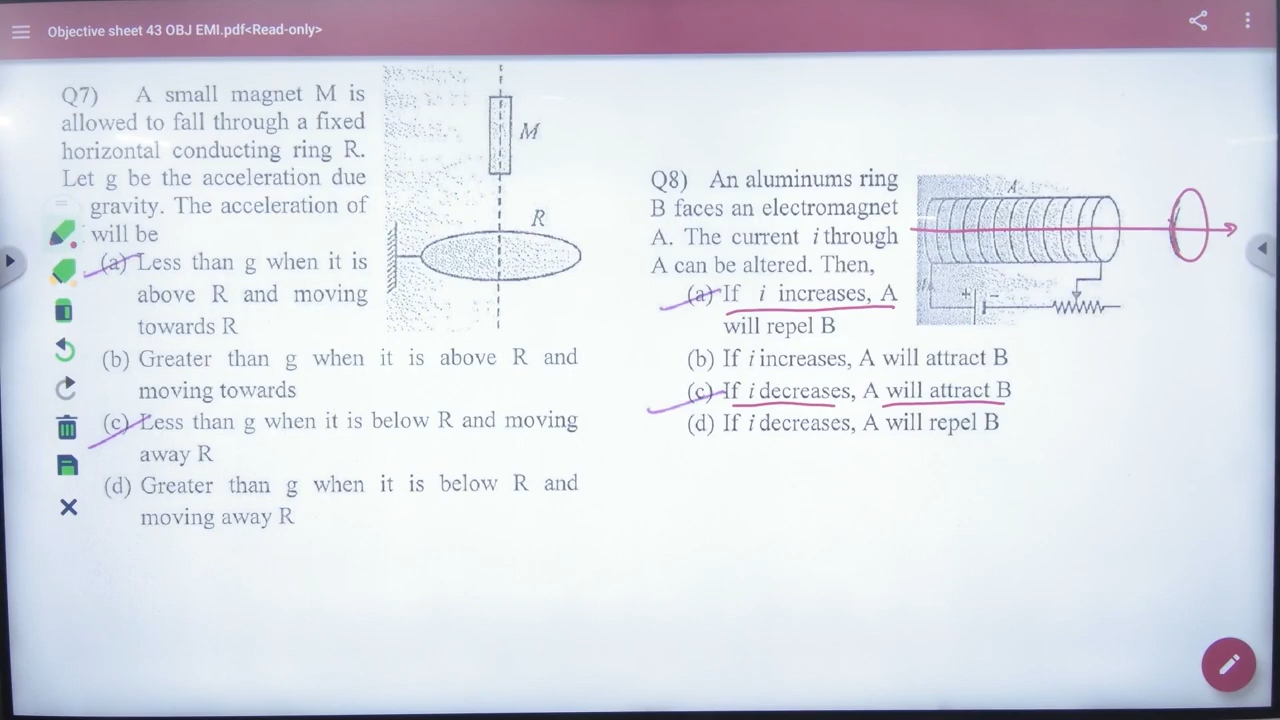 Objective sheet 43 OBJ EMI.pdf<Read-only>
Q7) A small magnet M is
allowed to fall through a fixed
horizontal conducting ring R.
Let g be the acceleration due
gravity. The acceleration of
will be
(a) Less than g when it is
above R and moving
towards R
(b) Greater than g when it is above R and
moving towards
(c) Less than g when it is below R and moving
away R
(d) Greater than g when it is below R and
moving away R
M
R
Q8) An aluminums ring
B faces an electromagnet
A. The current i through
A can be altered. Then,
(a) If i increases, A
will repel B
(b) If i increases, A will attract B
(c) If i decreases, A will attract B
(d) If i decreases, A will repel B
A
+ -